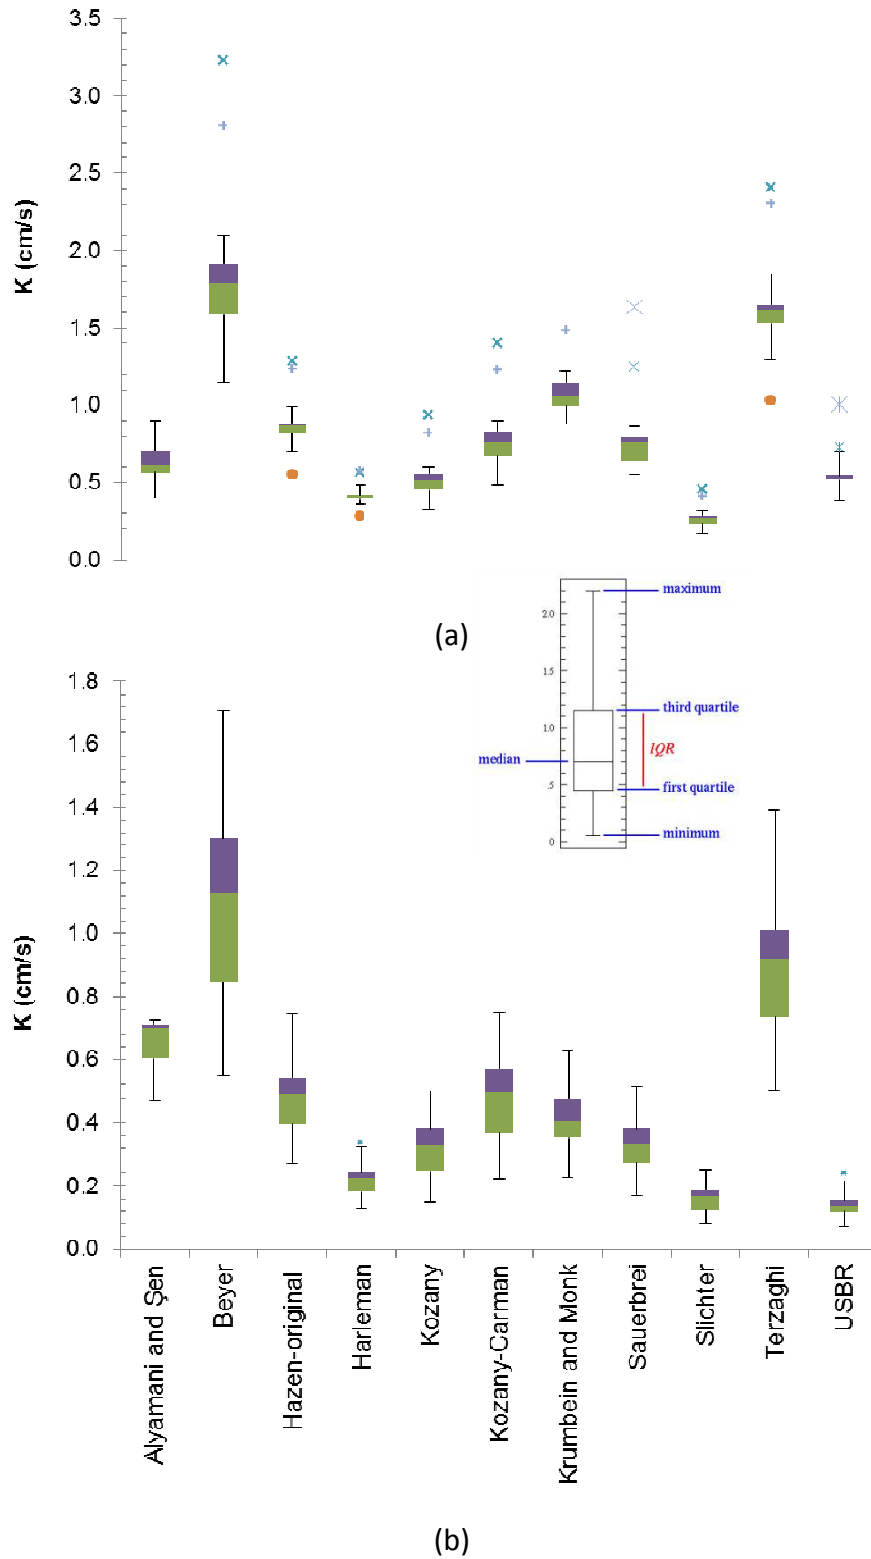 3.5
3.0
2.5
2.0
1.5
1.0
0.5
0.0
K (cm/s)
(a)
maximum
2.0
1.5
third quartile
1.0
IQR
median
.5
first quartile
minimum
0
1.8
1.6
1.4
1.2
1.0
0.8
0.6
0.4
0.2
0.0
K (cm/s)
Alyamani and Şen
Beyer
Hazen-original
Harleman
Kozany
Kozany-Carman
Krumbein and Monk
Sauerbrei
Slichter
Terzaghi
USBR
(b)